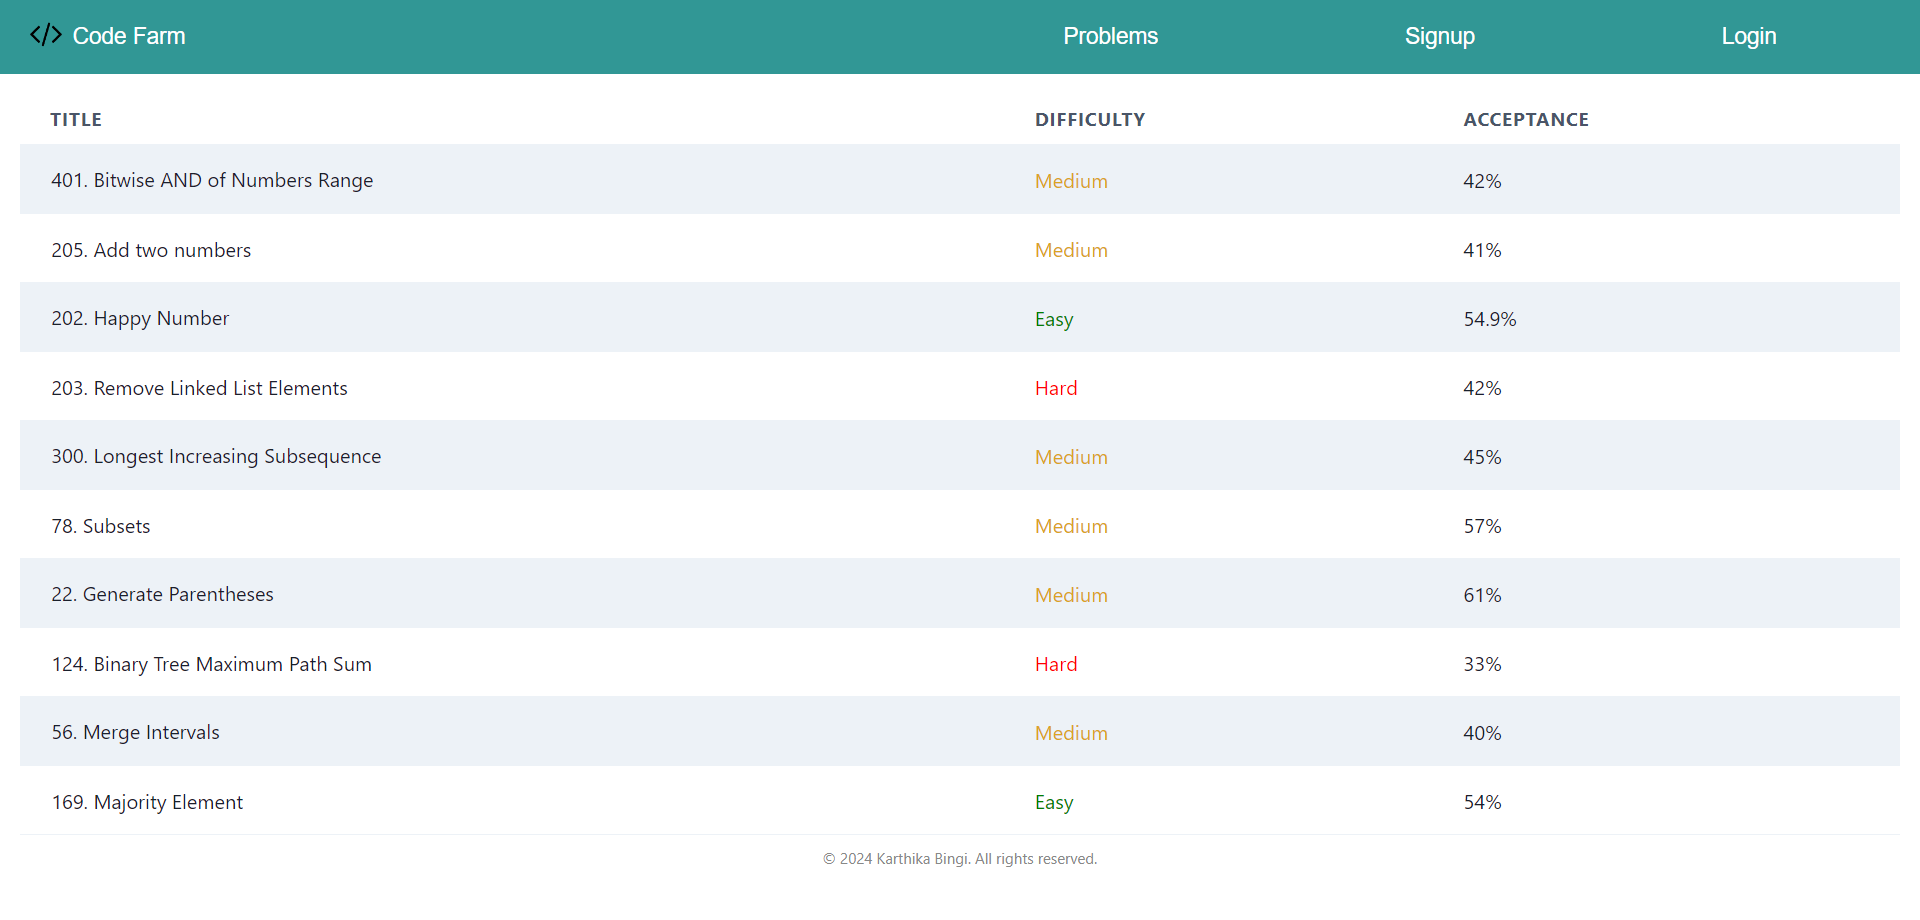 </> Code Farm Problems Signup Login
TITLE DIFFICULTY ACCEPTANCE
401. Bitwise AND of Numbers Range Medium 42%
205. Add two numbers Medium 41%
202. Happy Number Easy 54.9%
203. Remove Linked List Elements Hard 42%
300. Longest Increasing Subsequence Medium 45%
78. Subsets Medium 57%
22. Generate Parentheses Medium 61%
124. Binary Tree Maximum Path Sum Hard 33%
56. Merge Intervals Medium 40%
169. Majority Element Easy 54%
© 2024 Karthika Bingi. All rights reserved.